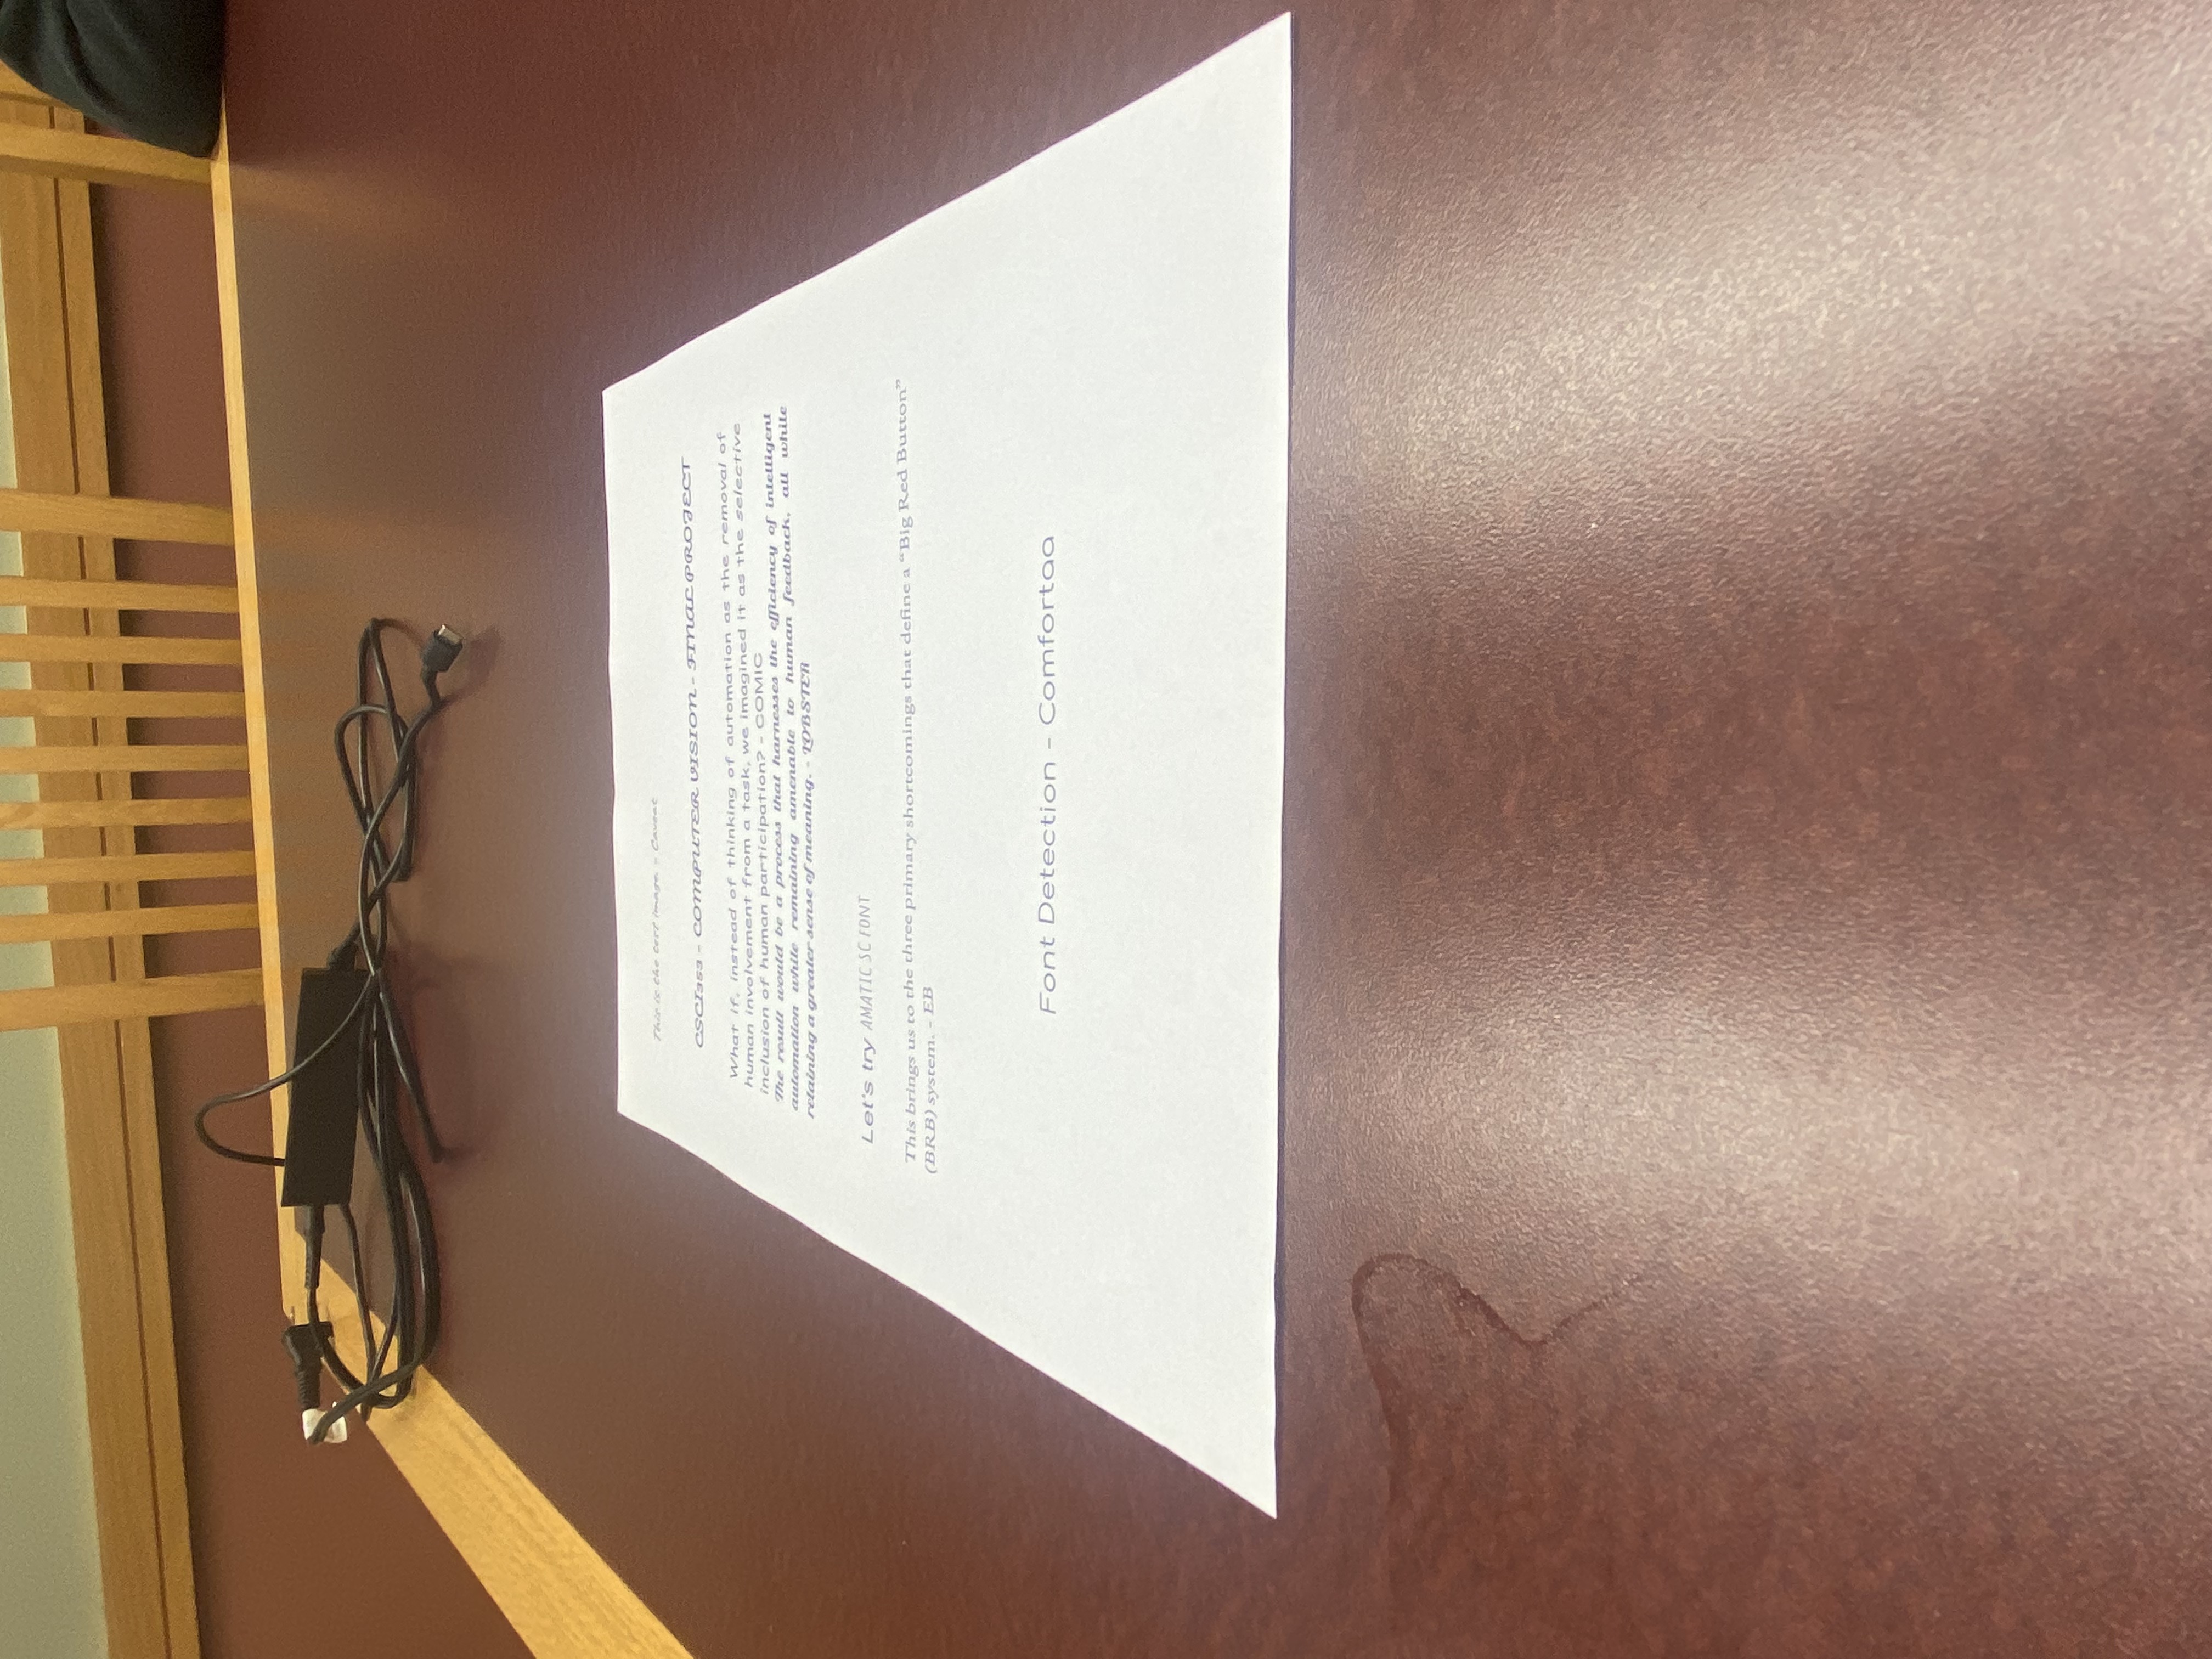 This is the test image. - Caveat
CSCI353 - COMPUTER VISION - FINAL PROJECT
What if, instead of thinking of automation as the removal of
human involvement from a task, we imagined it as the selective
inclusion of human participation? - COMIC
The result would be a process that harnesses the efficiency of intelligent
automation while remaining amenable to human feedback, all while
retaining a greater sense of meaning. - LOBSTER
Let's try AMATIC SC FONT
This brings us to the three primary shortcomings that define a “Big Red Button”
(BRB) system. - EB
Font Detection - Comfortaa